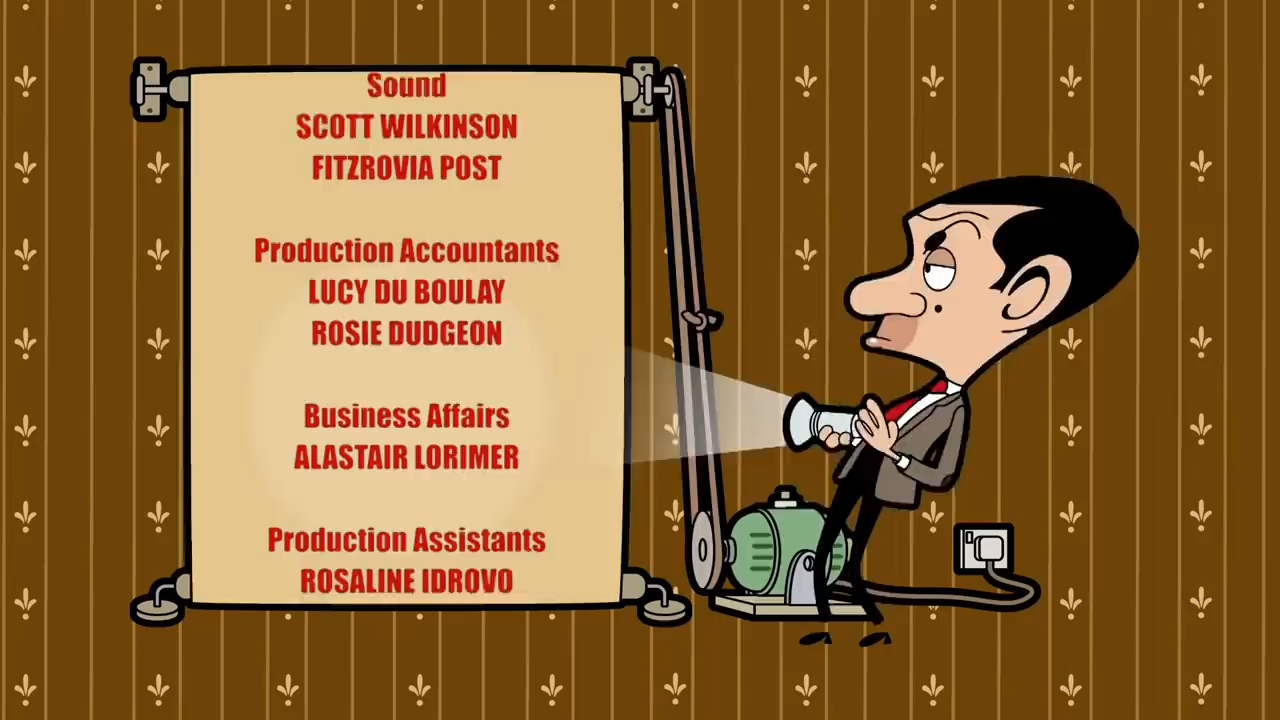 Sound
SCOTT WILKINSON
FITZROVIA POST
Production Accountants
LUCY DU BOULAY
ROSIE DUDGEON
Business Affairs
ALASTAIR LORIMER
Production Assistants
ROSALINE IDROVO